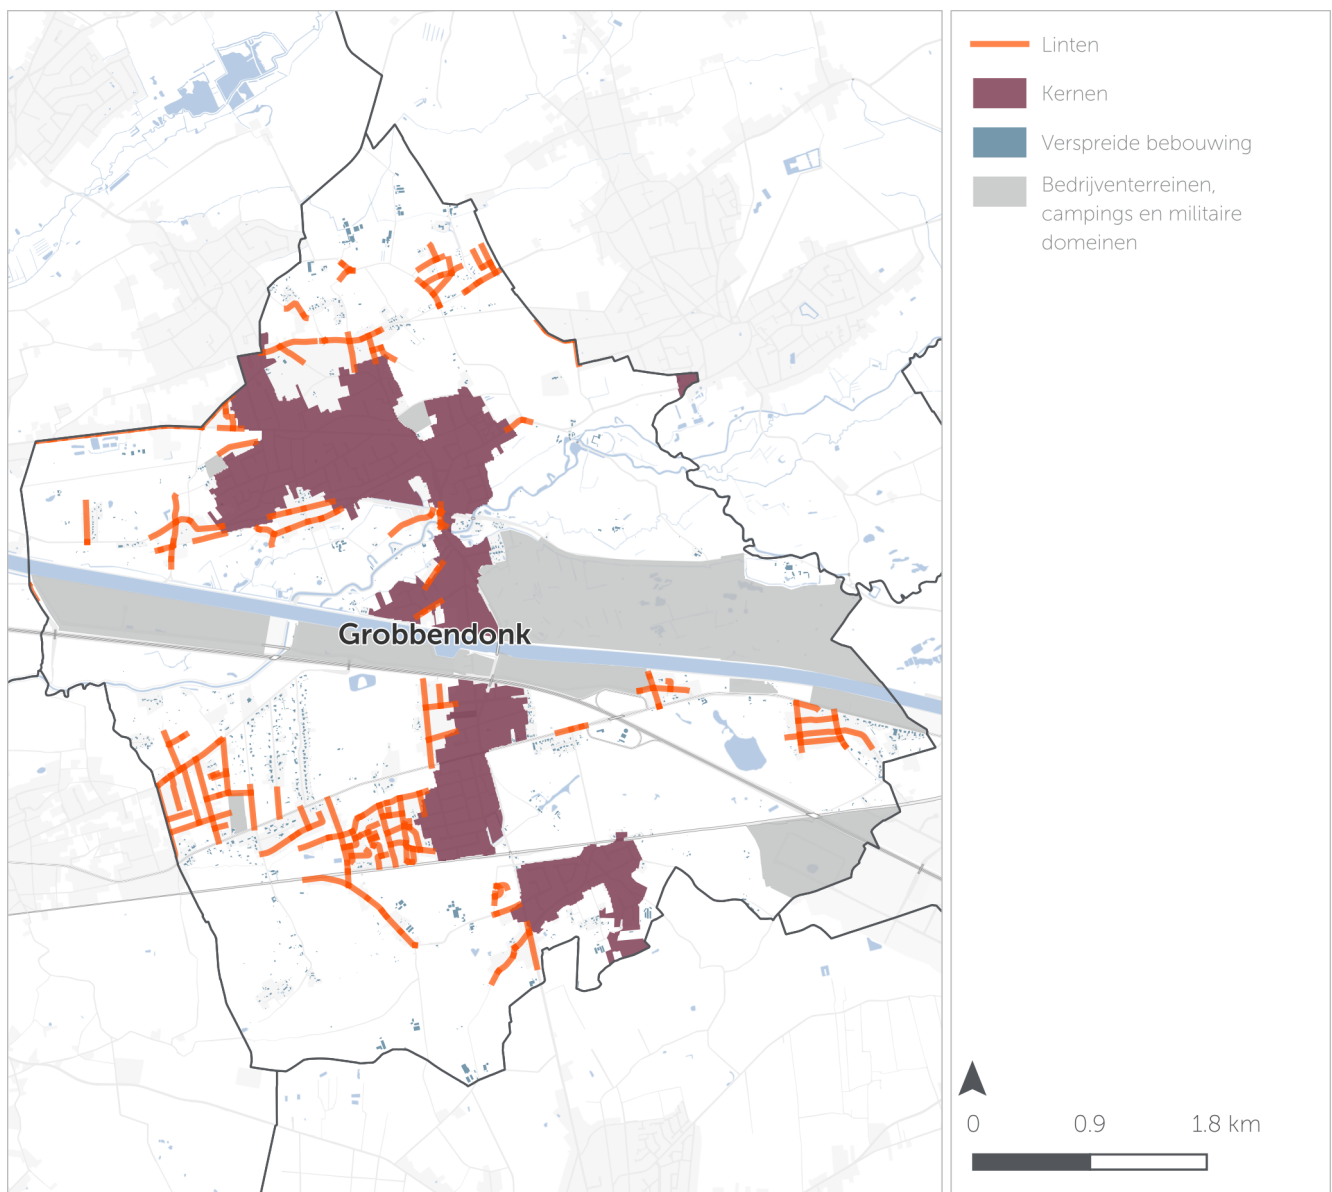 Grobbendonk
Linten
Kernen
Verspreide bebouwing
Bedrijventerreinen,
campings en militaire
domeinen
0 0.9 1.8 km